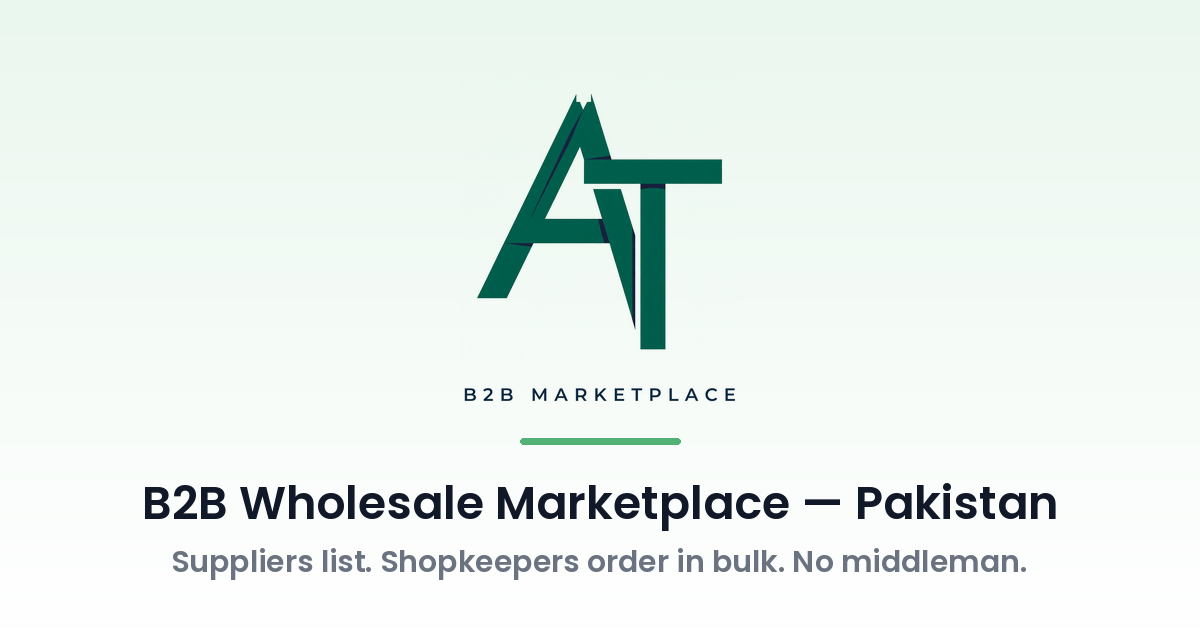 AT
B2B MARKETPLACE
B2B Wholesale Marketplace — Pakistan
Suppliers list. Shopkeepers order in bulk. No middleman.